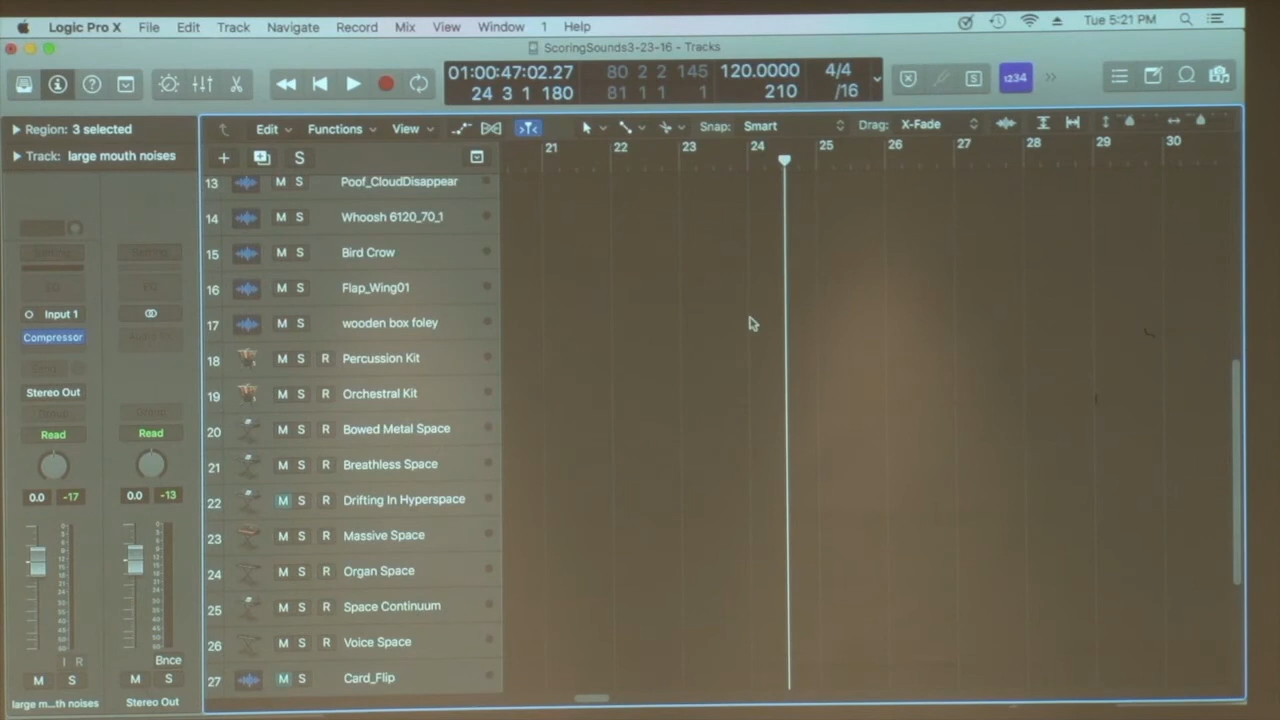 Logic Pro X File Edit Track Navigate Record Mix View Window 1 Help Tue 5:21 PM
ScoringSounds3-23-16 - Tracks
01:00:47:02.27 80 2 2 145 120.0000 4/4
24 3 1 180 81 1 1 1 210 /16
1234
Region: 3 selected
Edit Functions View Snap: Smart Drag: X-Fade
Track: large mouth noises
S
21 22 23 24 25 26 27 28 29 30
13 M S Poof_CloudDisappear
14 M S Whoosh 6120_70_1
15 M S Bird Crow
16 M S Flap_Wing01
17 M S wooden box foley
18 M S R Percussion Kit
19 M S R Orchestral Kit
20 M S R Bowed Metal Space
21 M S R Breathless Space
22 M S R Drifting In Hyperspace
23 M S R Massive Space
24 M S R Organ Space
25 M S R Space Continuum
26 M S R Voice Space
27 M S Card_Flip
Input 1
Compressor
Stereo Out
Read Read
0.0 -17 0.0 -13
I R Bnce
M S M S
large m...th noises Stereo Out